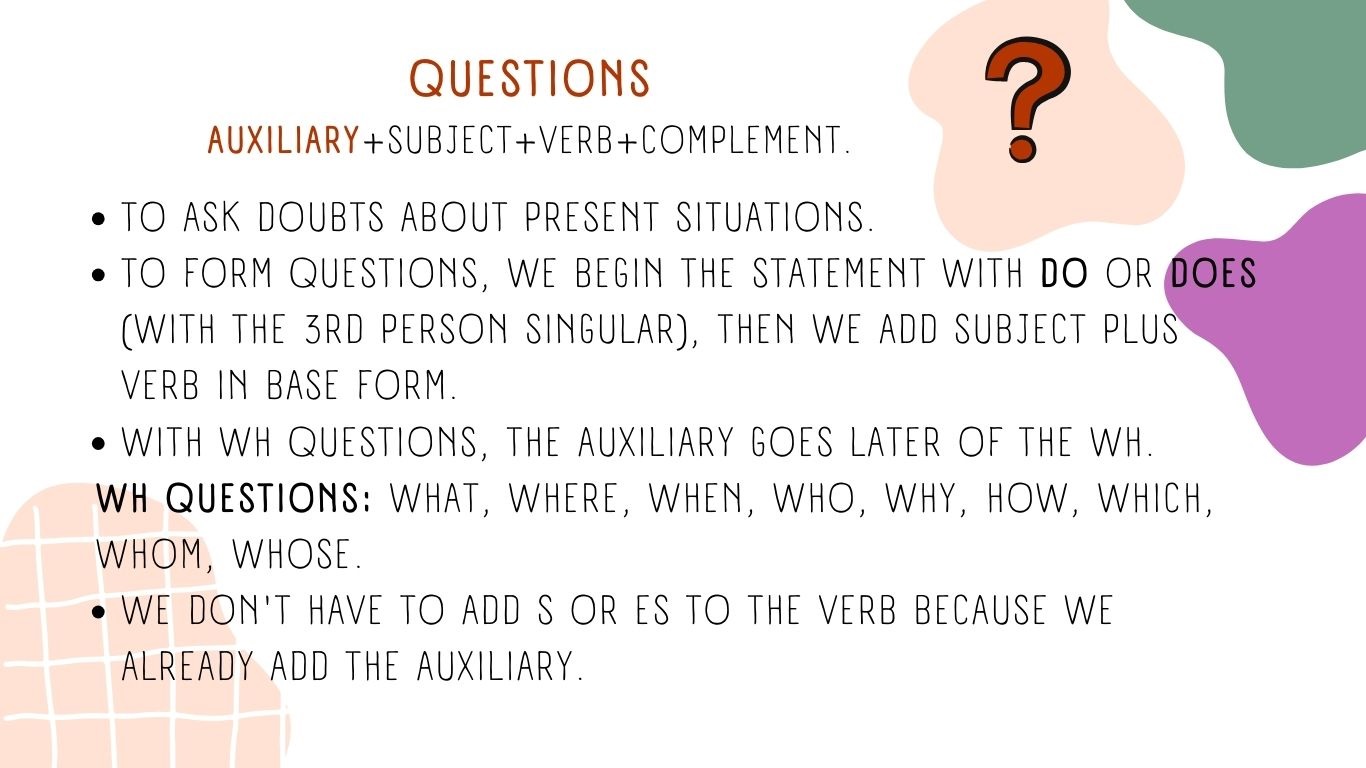 QUESTIONS
AUXILIARY+SUBJECT+VERB+COMPLEMENT.
• TO ASK DOUBTS ABOUT PRESENT SITUATIONS.
• TO FORM QUESTIONS, WE BEGIN THE STATEMENT WITH DO OR DOES
(WITH THE 3RD PERSON SINGULAR), THEN WE ADD SUBJECT PLUS
VERB IN BASE FORM.
• WITH WH QUESTIONS, THE AUXILIARY GOES LATER OF THE WH.
WH QUESTIONS: WHAT, WHERE, WHEN, WHO, WHY, HOW, WHICH,
WHOM, WHOSE.
• WE DON'T HAVE TO ADD S OR ES TO THE VERB BECAUSE WE
ALREADY ADD THE AUXILIARY.
?